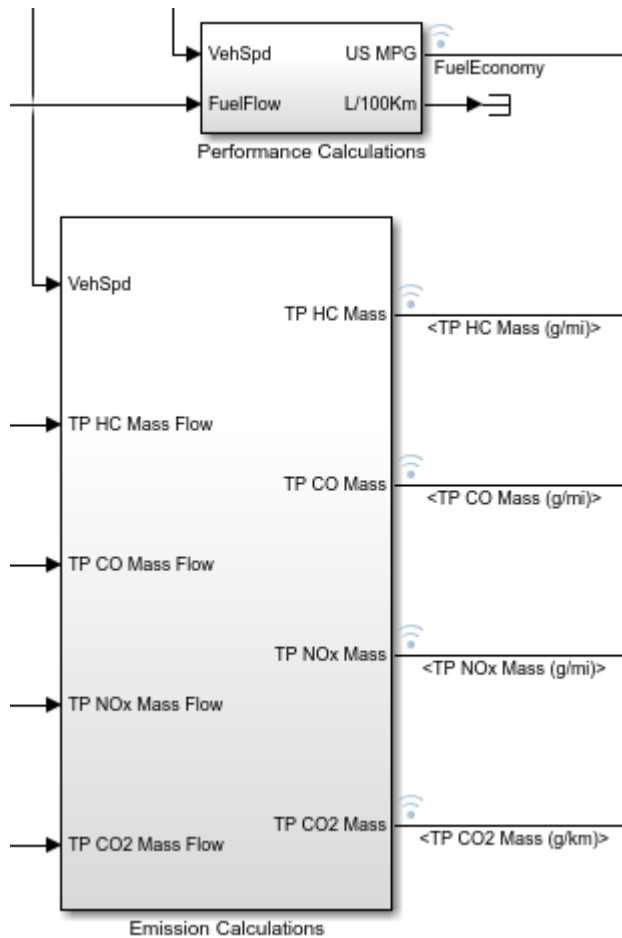 VehSpd
US MPG
FuelEconomy
FuelFlow
L/100Km
Performance Calculations
VehSpd
TP HC Mass
<TP HC Mass (g/mi)>
TP HC Mass Flow
TP CO Mass
<TP CO Mass (g/mi)>
TP CO Mass Flow
TP NOx Mass
<TP NOx Mass (g/mi)>
TP NOx Mass Flow
TP CO2 Mass
<TP CO2 Mass (g/km)>
TP CO2 Mass Flow
Emission Calculations